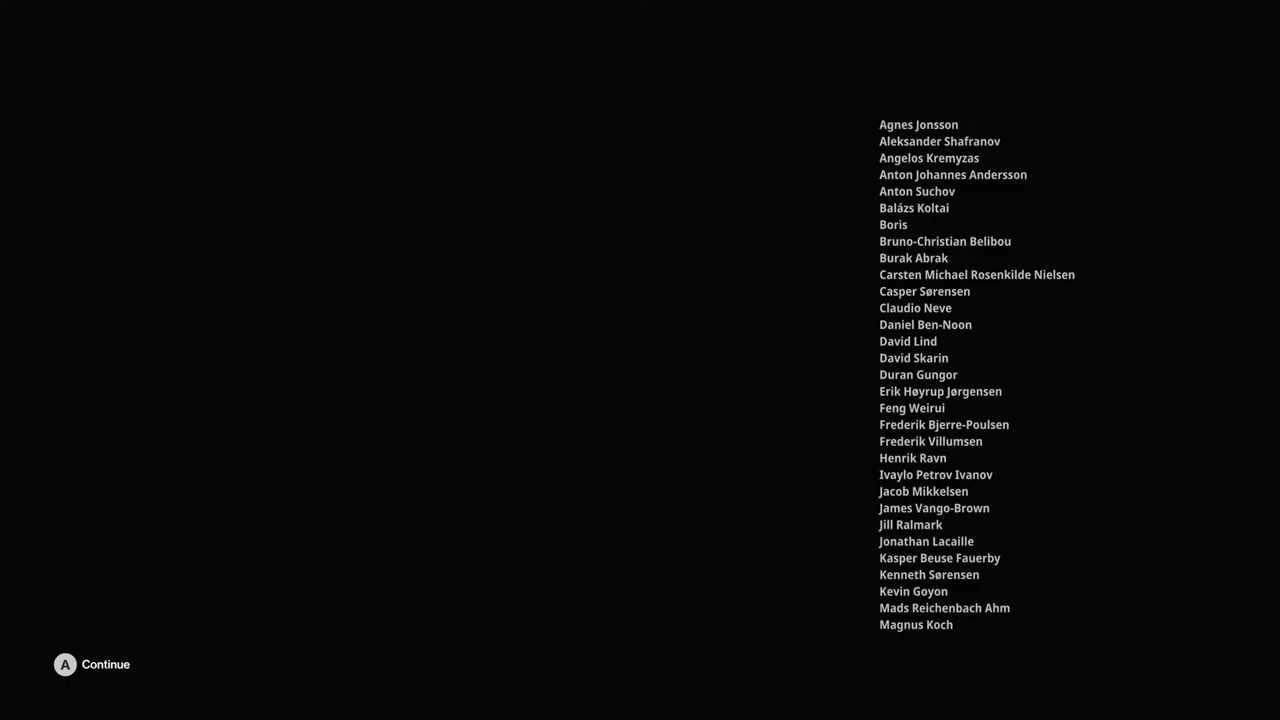 Agnes Jonsson
Aleksander Shafranov
Angelos Kremyzas
Anton Johannes Andersson
Anton Suchov
Balázs Koltai
Boris
Bruno-Christian Belibou
Burak Abrak
Carsten Michael Rosenkilde Nielsen
Casper Sørensen
Claudio Neve
Daniel Ben-Noon
David Lind
David Skarin
Duran Gungor
Erik Høyrup Jørgensen
Feng Weirui
Frederik Bjerre-Poulsen
Frederik Villumsen
Henrik Ravn
Ivaylo Petrov Ivanov
Jacob Mikkelsen
James Vango-Brown
Jill Ralmark
Jonathan Lacaille
Kasper Beuse Fauerby
Kenneth Sørensen
Kevin Goyon
Mads Reichenbach Ahm
Magnus Koch
A Continue